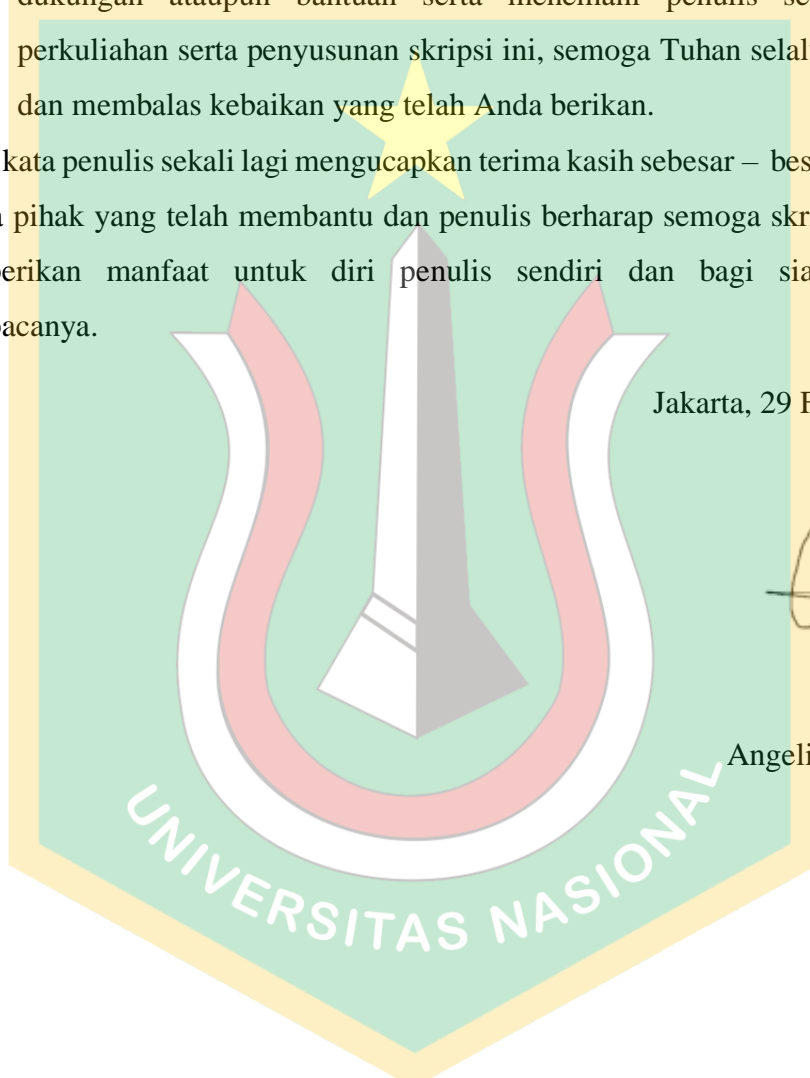 dukungan ataupun bantuan serta menemani penulis se
perkuliahan serta penyusunan skripsi ini, semoga Tuhan selal
dan membalas kebaikan yang telah Anda berikan.
kata penulis sekali lagi mengucapkan terima kasih sebesar – bes
pihak yang telah membantu dan penulis berharap semoga skr
berikan manfaat untuk diri penulis sendiri dan bagi sia
bacanya.
Jakarta, 29 F
Angeli
UNIVERSITAS NASIONAL